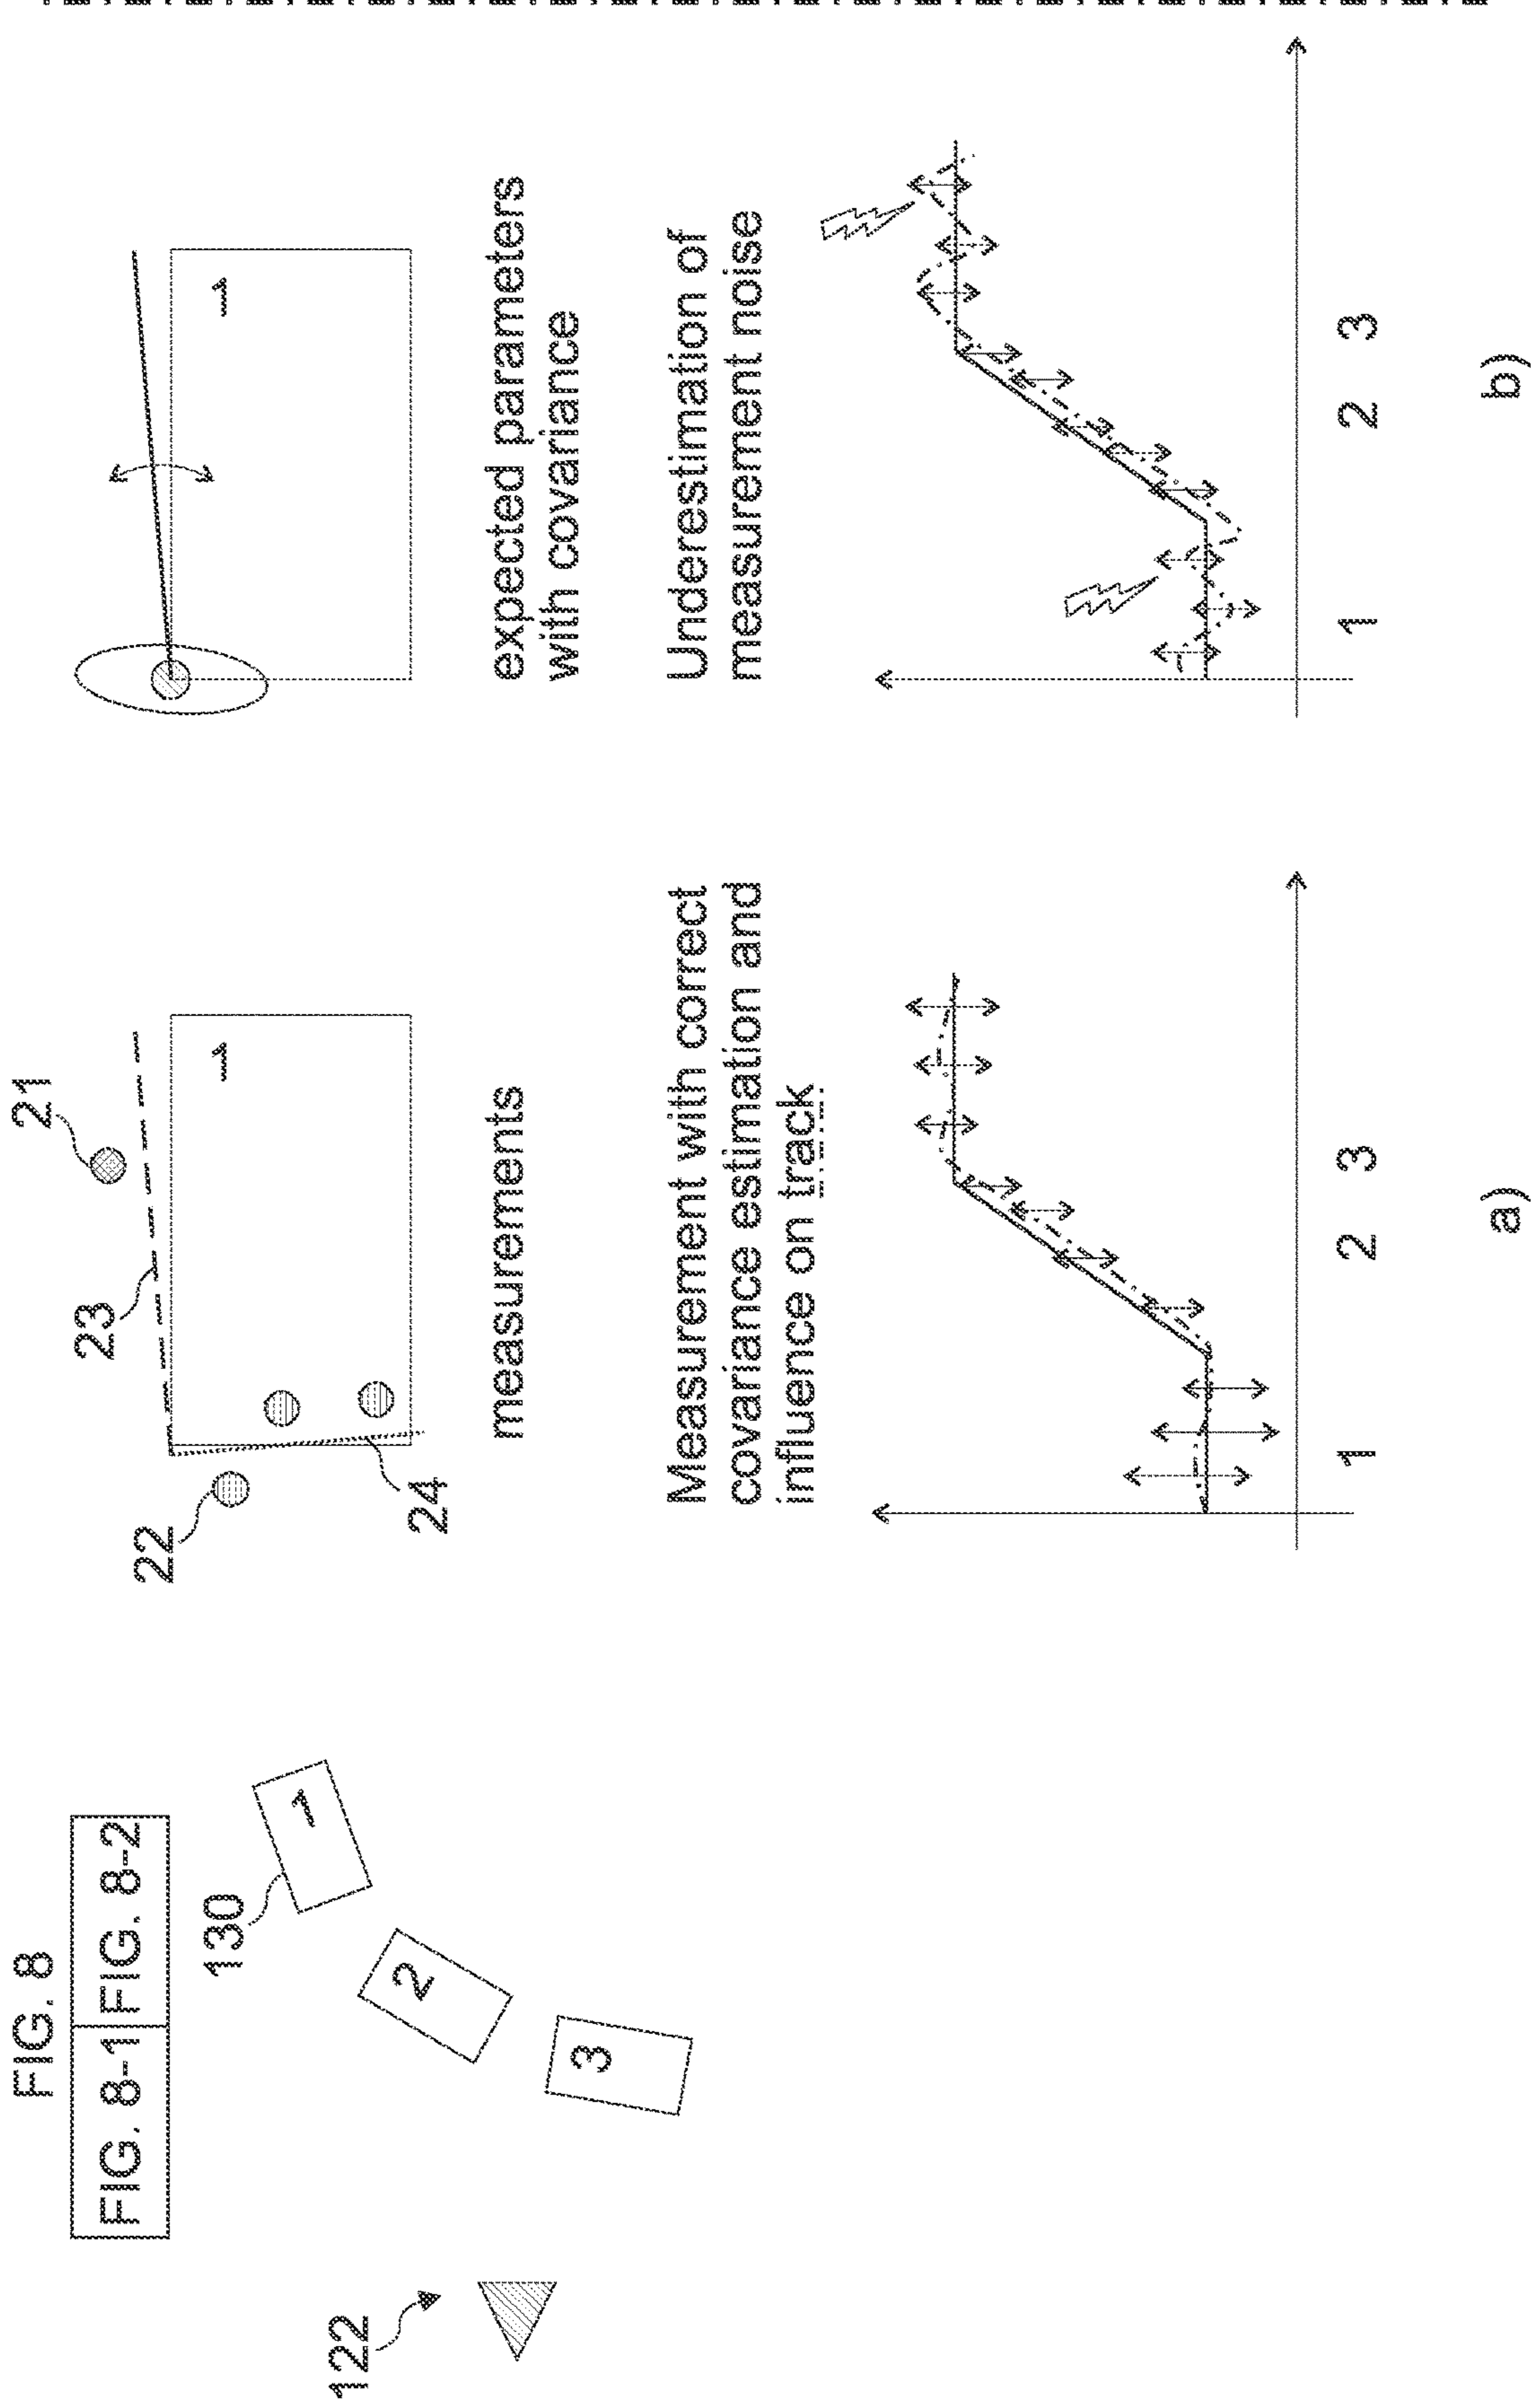 FIG. 8
FIG. 8-1 FIG. 8-2
130
1
2
3
122
21
23
1
22
24
measurements
1
expected parameters
with covariance
Measurement with correct
covariance estimation and
influence on track
1 2 3
a)
Underestimation of
measurement noise
1 2 3
b)